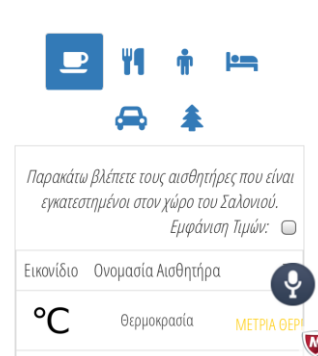 Παρακάτω βλέπετε τους αισθητήρες που είναι
εγκατεστημένοι στον χώρο του Σαλονιού.
Εμφάνιση Τιμών:
Εικονίδιο Ονομασία Αισθητήρα
°C Θερμοκρασία ΜΕΤΡΙΑ ΘΕΡ